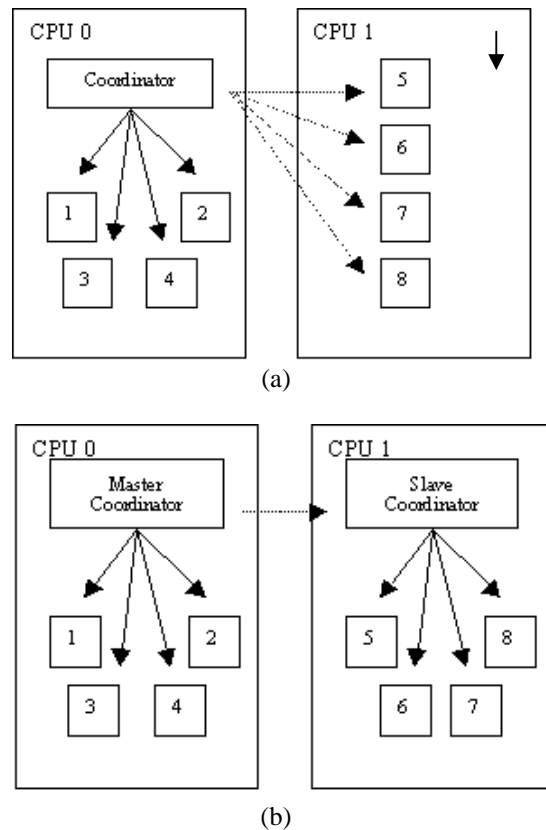 CPU 0
CPU 1
Coordinator
5
6
1
2
7
3
4
8
(a)
CPU 0
CPU 1
Master
Coordinator
Slave
Coordinator
1
2
5
8
3
4
6
7
(b)